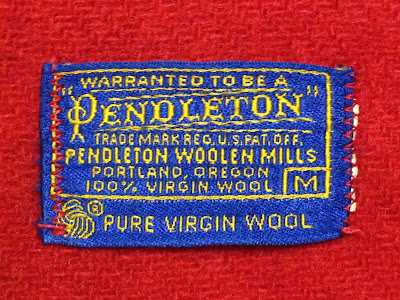 WARRANTED TO BE A
"PENDLETON"
TRADE MARK REG. U.S. PAT. OFF.
PENDLETON WOOLEN MILLS
PORTLAND, OREGON
100% VIRGIN WOOL M
® PURE VIRGIN WOOL